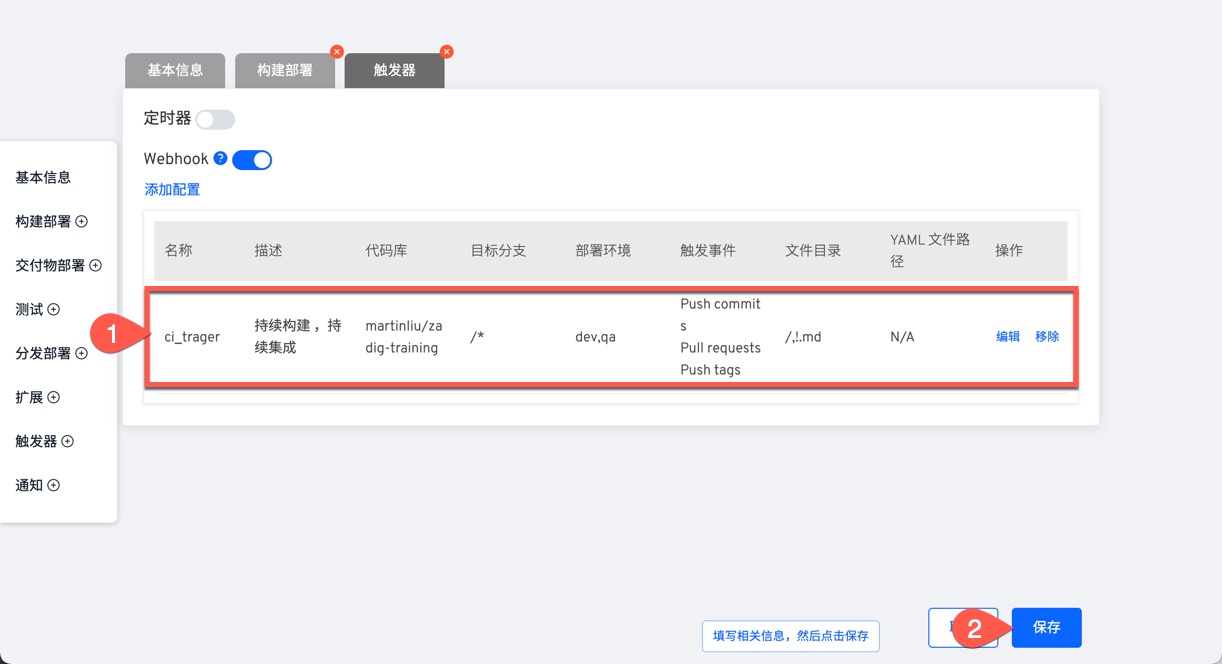 基本信息
构建部署
触发器
定时器
Webhook ?
添加配置
基本信息
构建部署
交付物部署
测试
分发部署
扩展
触发器
通知
名称 描述 代码库 目标分支 部署环境 触发事件 文件目录 YAML 文件路
径 操作
1
ci_trager
持续构建 ，持
续集成
martinliu/za
dig-training
/*
dev,qa
Push commit
s
Pull requests
Push tags
/,!.md
N/A
编辑 移除
填写相关信息，然后点击保存
2
保存